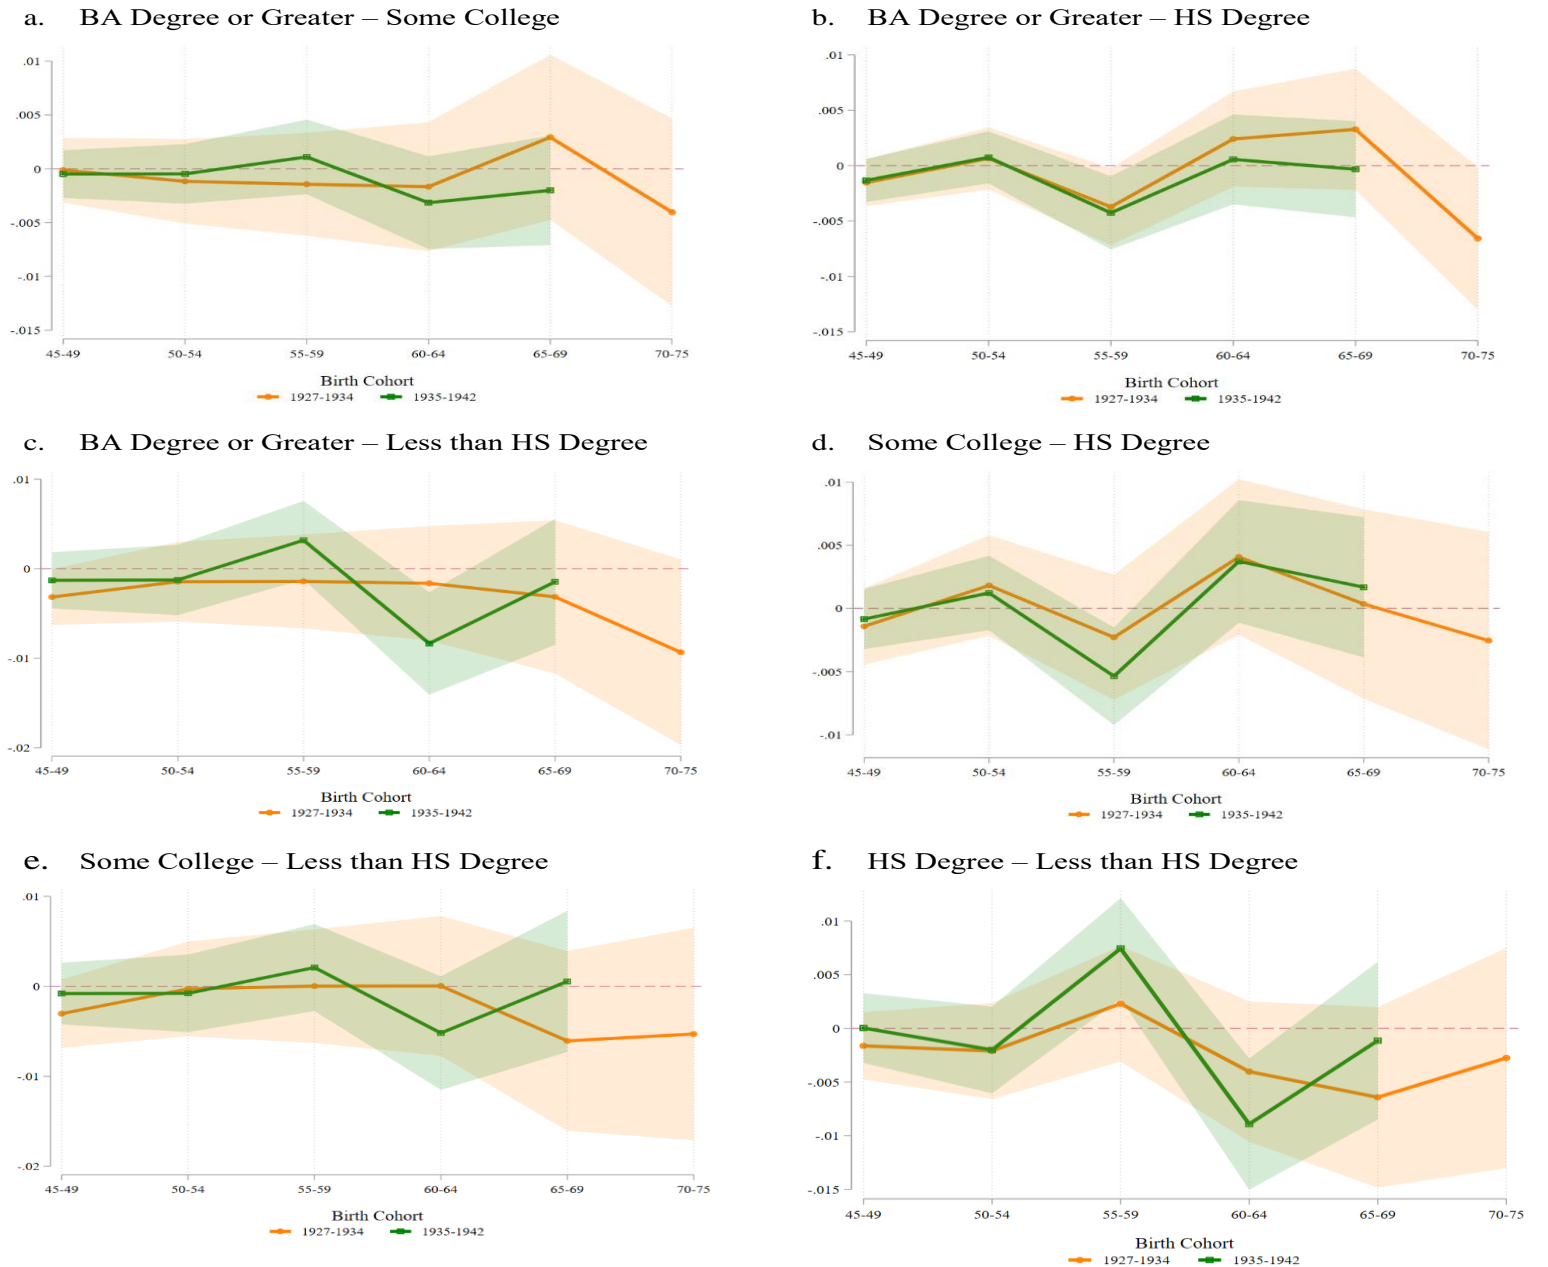 a. BA Degree or Greater – Some College
.01
.005
0
-.005
-.01
-.015
45-49 50-54 55-59 60-64 65-69 70-75
Birth Cohort
1927-1934 1935-1942
b. BA Degree or Greater – HS Degree
.01
.005
0
-.005
-.01
-.015
45-49 50-54 55-59 60-64 65-69 70-75
Birth Cohort
1927-1934 1935-1942
c. BA Degree or Greater – Less than HS Degree
.01
0
-.01
-.02
45-49 50-54 55-59 60-64 65-69 70-75
Birth Cohort
1927-1934 1935-1942
d. Some College – HS Degree
.01
.005
0
-.005
-.01
45-49 50-54 55-59 60-64 65-69 70-75
Birth Cohort
1927-1934 1935-1942
e. Some College – Less than HS Degree
.01
0
-.01
-.02
45-49 50-54 55-59 60-64 65-69 70-75
Birth Cohort
1927-1934 1935-1942
f. HS Degree – Less than HS Degree
.01
.005
0
-.005
-.01
-.015
45-49 50-54 55-59 60-64 65-69 70-75
Birth Cohort
1927-1934 1935-1942